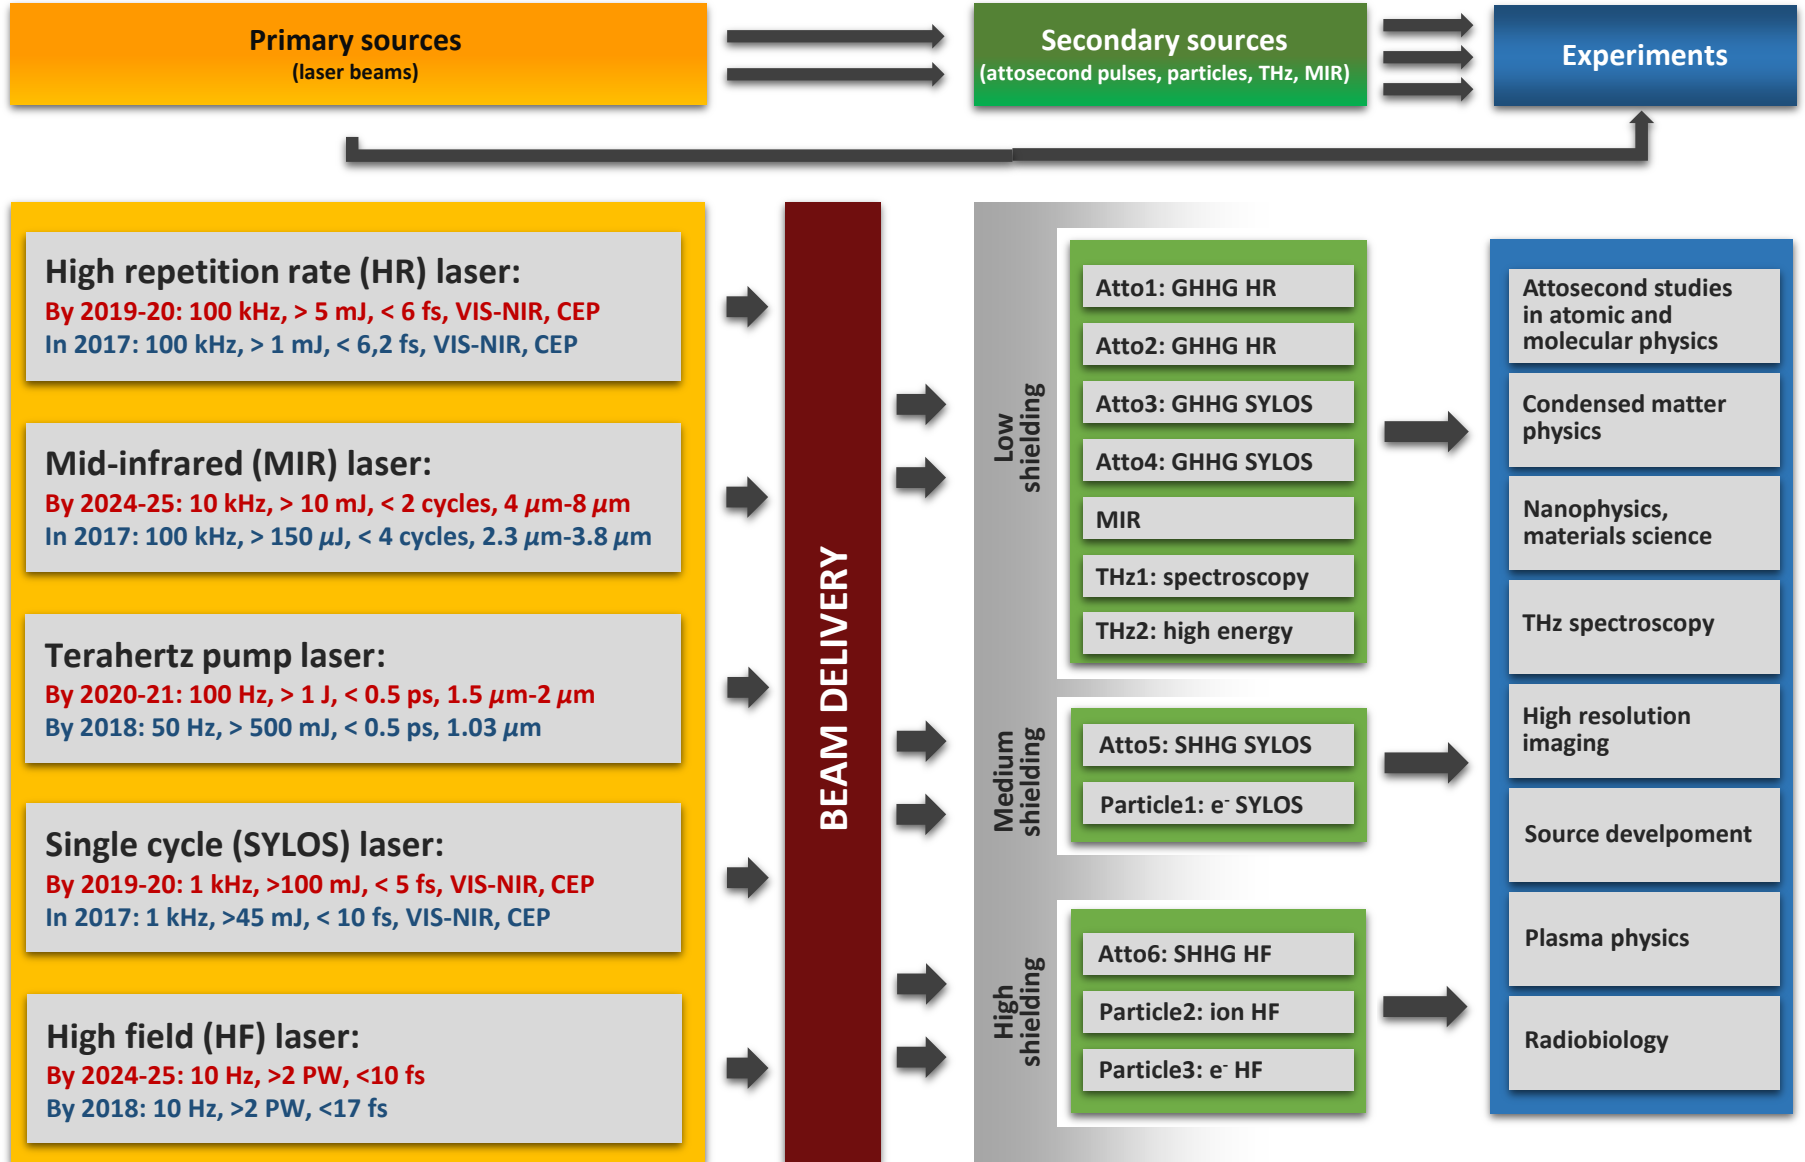 Primary sources
(laser beams)
Secondary sources
(attosecond pulses, particles, THz, MIR)
Experiments
High repetition rate (HR) laser:
By 2019-20: 100 kHz, > 5 mJ, < 6 fs, VIS-NIR, CEP
In 2017: 100 kHz, > 1 mJ, < 6,2 fs, VIS-NIR, CEP
Mid-infrared (MIR) laser:
By 2024-25: 10 kHz, > 10 mJ, < 2 cycles, 4 µm-8 µm
In 2017: 100 kHz, > 150 µJ, < 4 cycles, 2.3 µm-3.8 µm
Terahertz pump laser:
By 2020-21: 100 Hz, > 1 J, < 0.5 ps, 1.5 µm-2 µm
By 2018: 50 Hz, > 500 mJ, < 0.5 ps, 1.03 µm
Single cycle (SYLOS) laser:
By 2019-20: 1 kHz, >100 mJ, < 5 fs, VIS-NIR, CEP
In 2017: 1 kHz, >45 mJ, < 10 fs, VIS-NIR, CEP
High field (HF) laser:
By 2024-25: 10 Hz, >2 PW, <10 fs
By 2018: 10 Hz, >2 PW, <17 fs
BEAM DELIVERY
Low
shielding
Atto1: GHHG HR
Atto2: GHHG HR
Atto3: GHHG SYLOS
Atto4: GHHG SYLOS
MIR
THz1: spectroscopy
THz2: high energy
Medium
shielding
Atto5: SHHG SYLOS
Particle1: e- SYLOS
High
shielding
Atto6: SHHG HF
Particle2: ion HF
Particle3: e- HF
Attosecond studies
in atomic and
molecular physics
Condensed matter
physics
Nanophysics,
materials science
THz spectroscopy
High resolution
imaging
Source develpoment
Plasma physics
Radiobiology